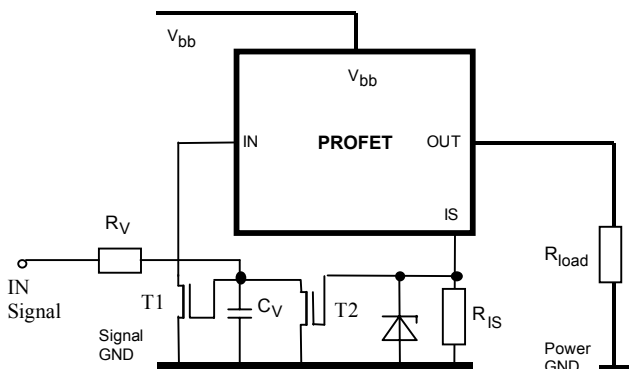 Vbb
Vbb
IN
PROFET
OUT
IS
RV
Rload
IN
Signal
T1
CV
T2
RIS
Signal
GND
Power
GND